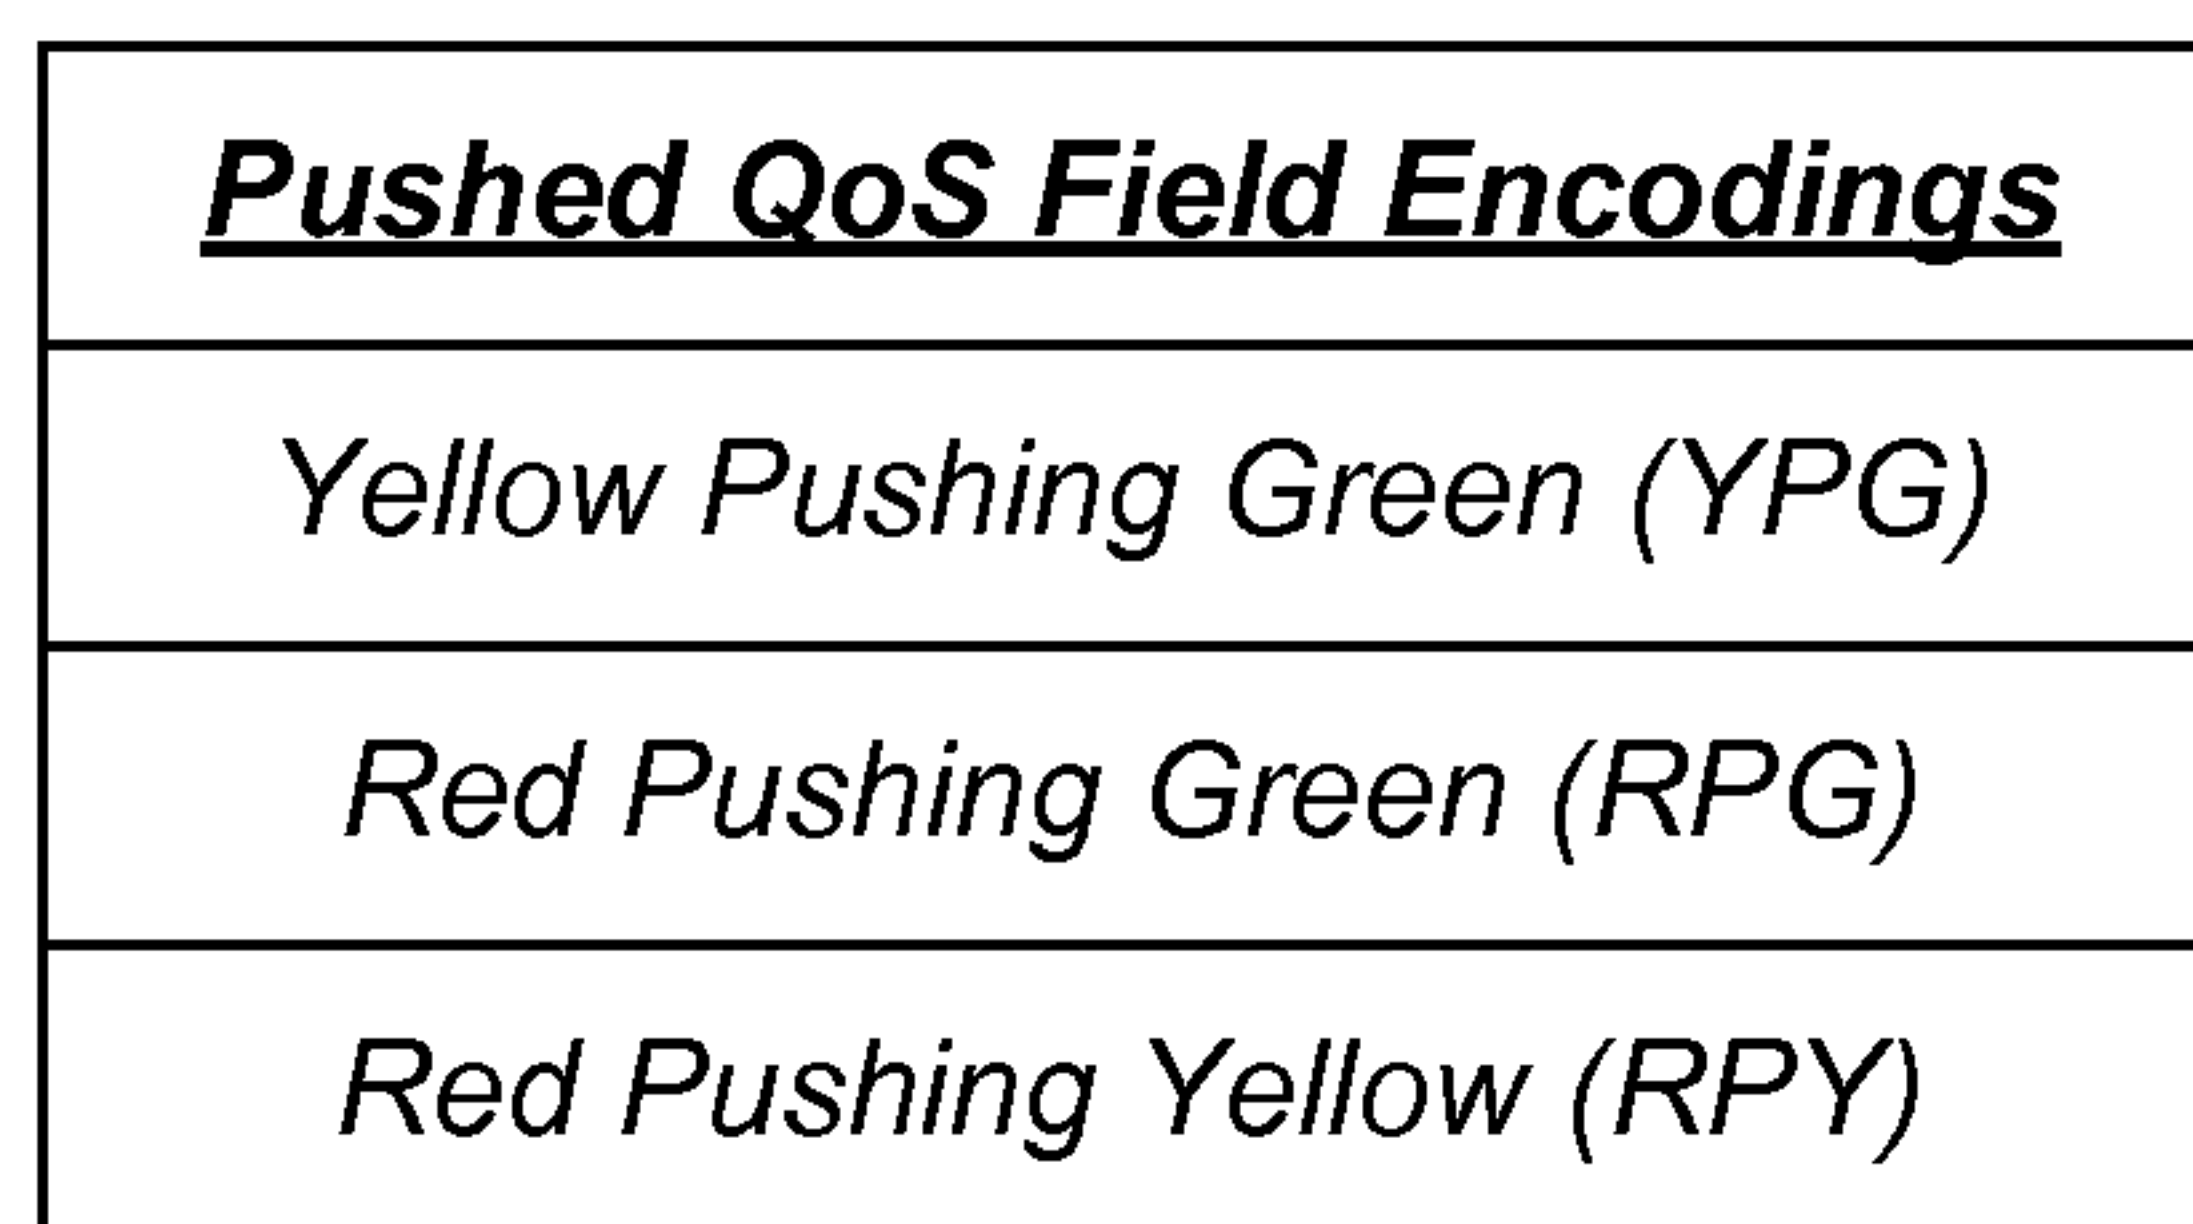 Pushed QoS Field Encodings
Yellow Pushing Green (YPG)
Red Pushing Green (RPG)
Red Pushing Yellow (RPY)